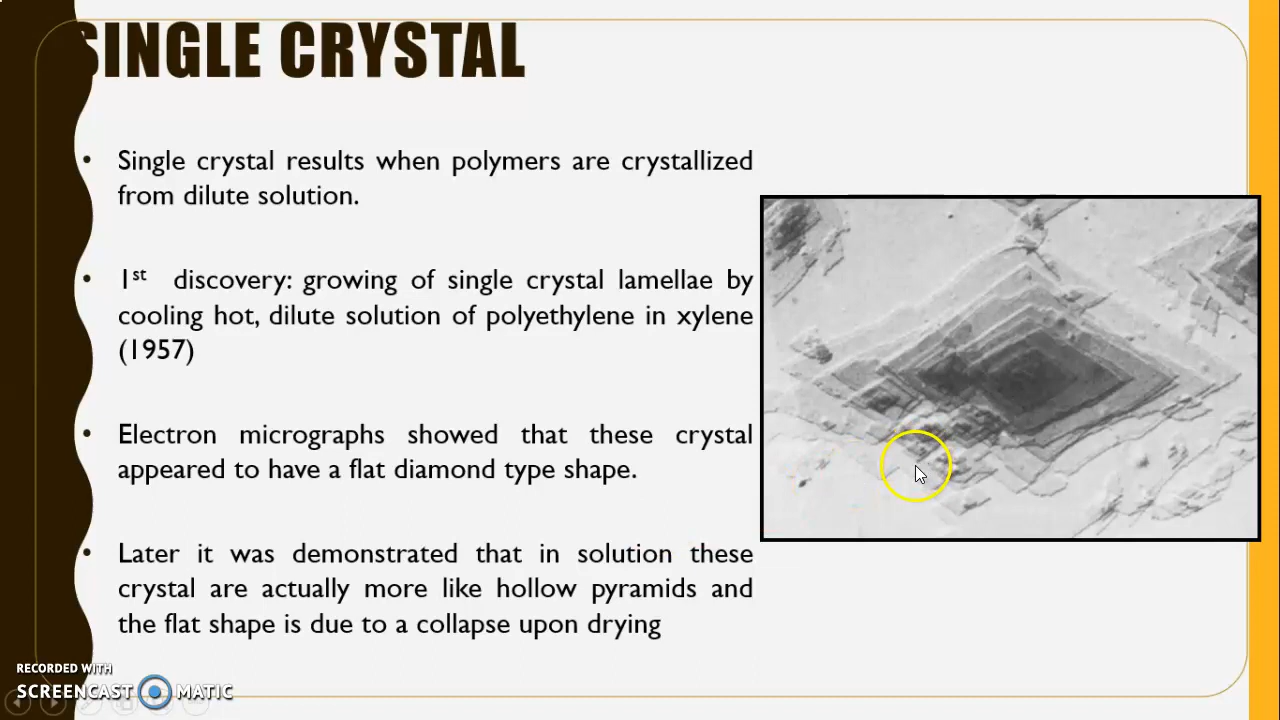 SINGLE CRYSTAL
• Single crystal results when polymers are crystallized
from dilute solution.
• 1st discovery: growing of single crystal lamellae by
cooling hot, dilute solution of polyethylene in xylene
(1957)
• Electron micrographs showed that these crystal
appeared to have a flat diamond type shape.
• Later it was demonstrated that in solution these
crystal are actually more like hollow pyramids and
the flat shape is due to a collapse upon drying
RECORDED WITH
SCREENCAST MATIC